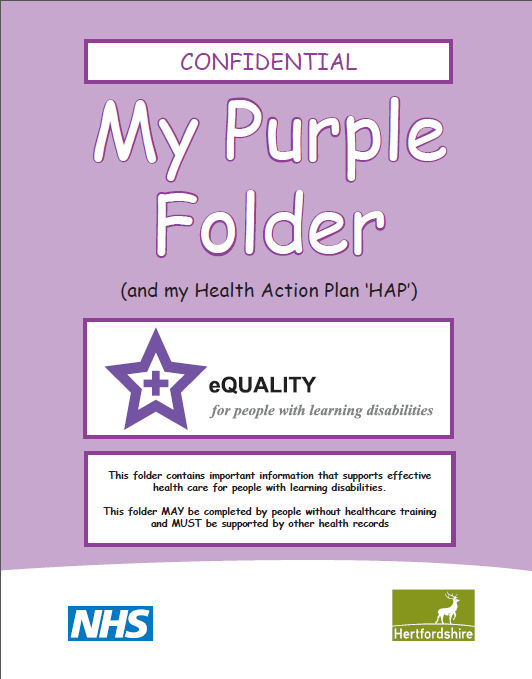 CONFIDENTIAL
My Purple
Folder
(and my Health Action Plan ‘HAP’)
eQUALITY
for people with learning disabilities
This folder contains important information that supports effective
health care for people with learning disabilities.
This folder MAY be completed by people without healthcare training
and MUST be supported by other health records
NHS
Hertfordshire